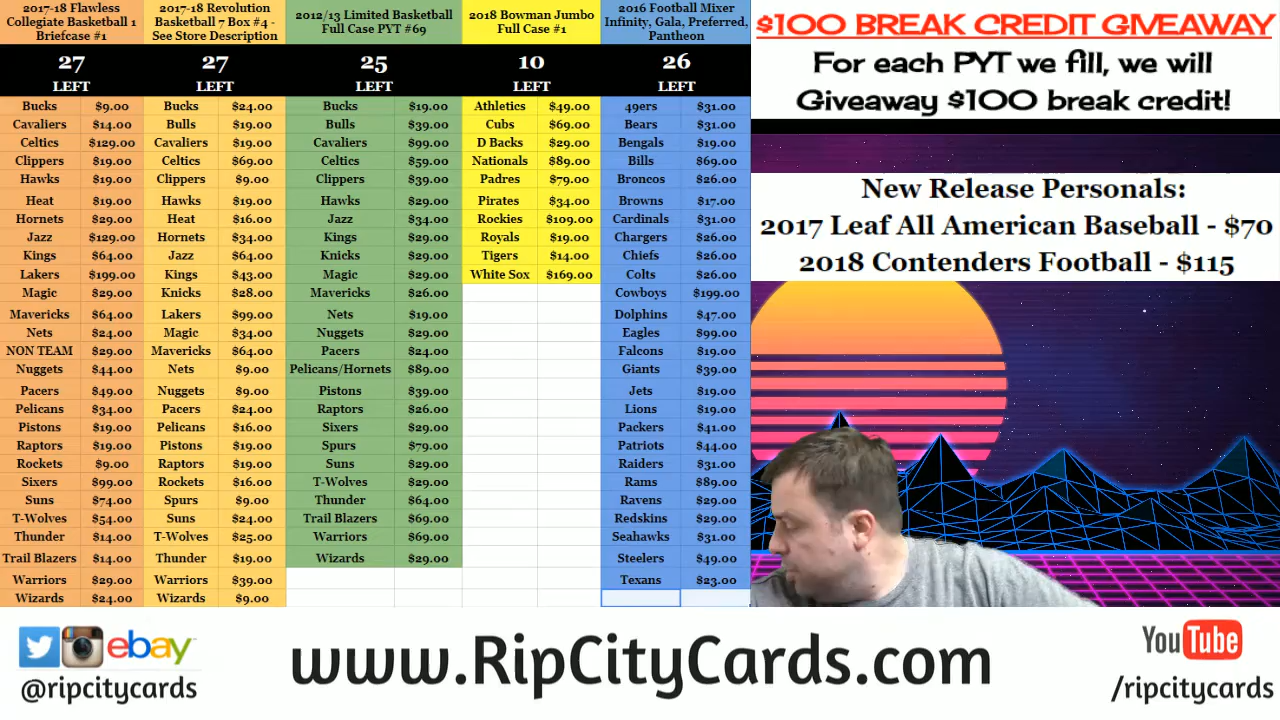 2017-18 Flawless
Collegiate Basketball 1
Briefcase #1
27
LEFT
Bucks $9.00
Cavaliers $14.00
Celtics $129.00
Clippers $19.00
Hawks $19.00
Heat $19.00
Hornets $29.00
Jazz $129.00
Kings $64.00
Lakers $199.00
Magic $29.00
Mavericks $64.00
Nets $24.00
NON TEAM $29.00
Nuggets $44.00
Pacers $49.00
Pelicans $34.00
Pistons $19.00
Raptors $19.00
Rockets $9.00
Sixers $99.00
Suns $74.00
T-Wolves $54.00
Thunder $14.00
Trail Blazers $14.00
Warriors $29.00
Wizards $24.00
2017-18 Revolution
Basketball 7 Box #4 -
See Store Description
27
LEFT
Bucks $24.00
Bulls $19.00
Cavaliers $19.00
Celtics $69.00
Clippers $9.00
Hawks $19.00
Heat $16.00
Hornets $34.00
Jazz $64.00
Kings $43.00
Knicks $28.00
Lakers $99.00
Magic $34.00
Mavericks $64.00
Nets $9.00
Nuggets $9.00
Pacers $24.00
Pelicans $16.00
Pistons $19.00
Raptors $19.00
Rockets $16.00
Spurs $9.00
Suns $24.00
T-Wolves $25.00
Thunder $19.00
Warriors $39.00
Wizards $9.00
2012/13 Limited Basketball
Full Case PYT #69
25
LEFT
Bucks $19.00
Bulls $39.00
Cavaliers $99.00
Celtics $59.00
Clippers $39.00
Hawks $29.00
Jazz $34.00
Kings $29.00
Knicks $29.00
Magic $29.00
Mavericks $26.00
Nets $19.00
Nuggets $29.00
Pacers $24.00
Pelicans/Hornets $89.00
Pistons $39.00
Raptors $26.00
Sixers $29.00
Spurs $79.00
Suns $29.00
T-Wolves $29.00
Thunder $64.00
Trail Blazers $69.00
Warriors $69.00
Wizards $29.00
2018 Bowman Jumbo
Full Case #1
10
LEFT
Athletics $49.00
Cubs $69.00
D Backs $29.00
Nationals $89.00
Padres $79.00
Pirates $34.00
Rockies $109.00
Royals $19.00
Tigers $14.00
White Sox $169.00
2016 Football Mixer
Infinity, Gala, Preferred,
Pantheon
26
LEFT
49ers $31.00
Bears $31.00
Bengals $19.00
Bills $69.00
Broncos $26.00
Browns $17.00
Cardinals $31.00
Chargers $26.00
Chiefs $26.00
Colts $26.00
Cowboys $199.00
Dolphins $47.00
Eagles $99.00
Falcons $19.00
Giants $39.00
Jets $19.00
Lions $19.00
Packers $41.00
Patriots $44.00
Raiders $31.00
Rams $89.00
Ravens $29.00
Redskins $29.00
Seahawks $31.00
Steelers $49.00
Texans $23.00
$100 BREAK CREDIT GIVEAWAY
For each PYT we fill, we will
Giveaway $100 break credit!
New Release Personals:
2017 Leaf All American Baseball - $70
2018 Contenders Football - $115
ebay
@ripcitycards
www.RipCityCards.com
YouTube
/ripcitycards